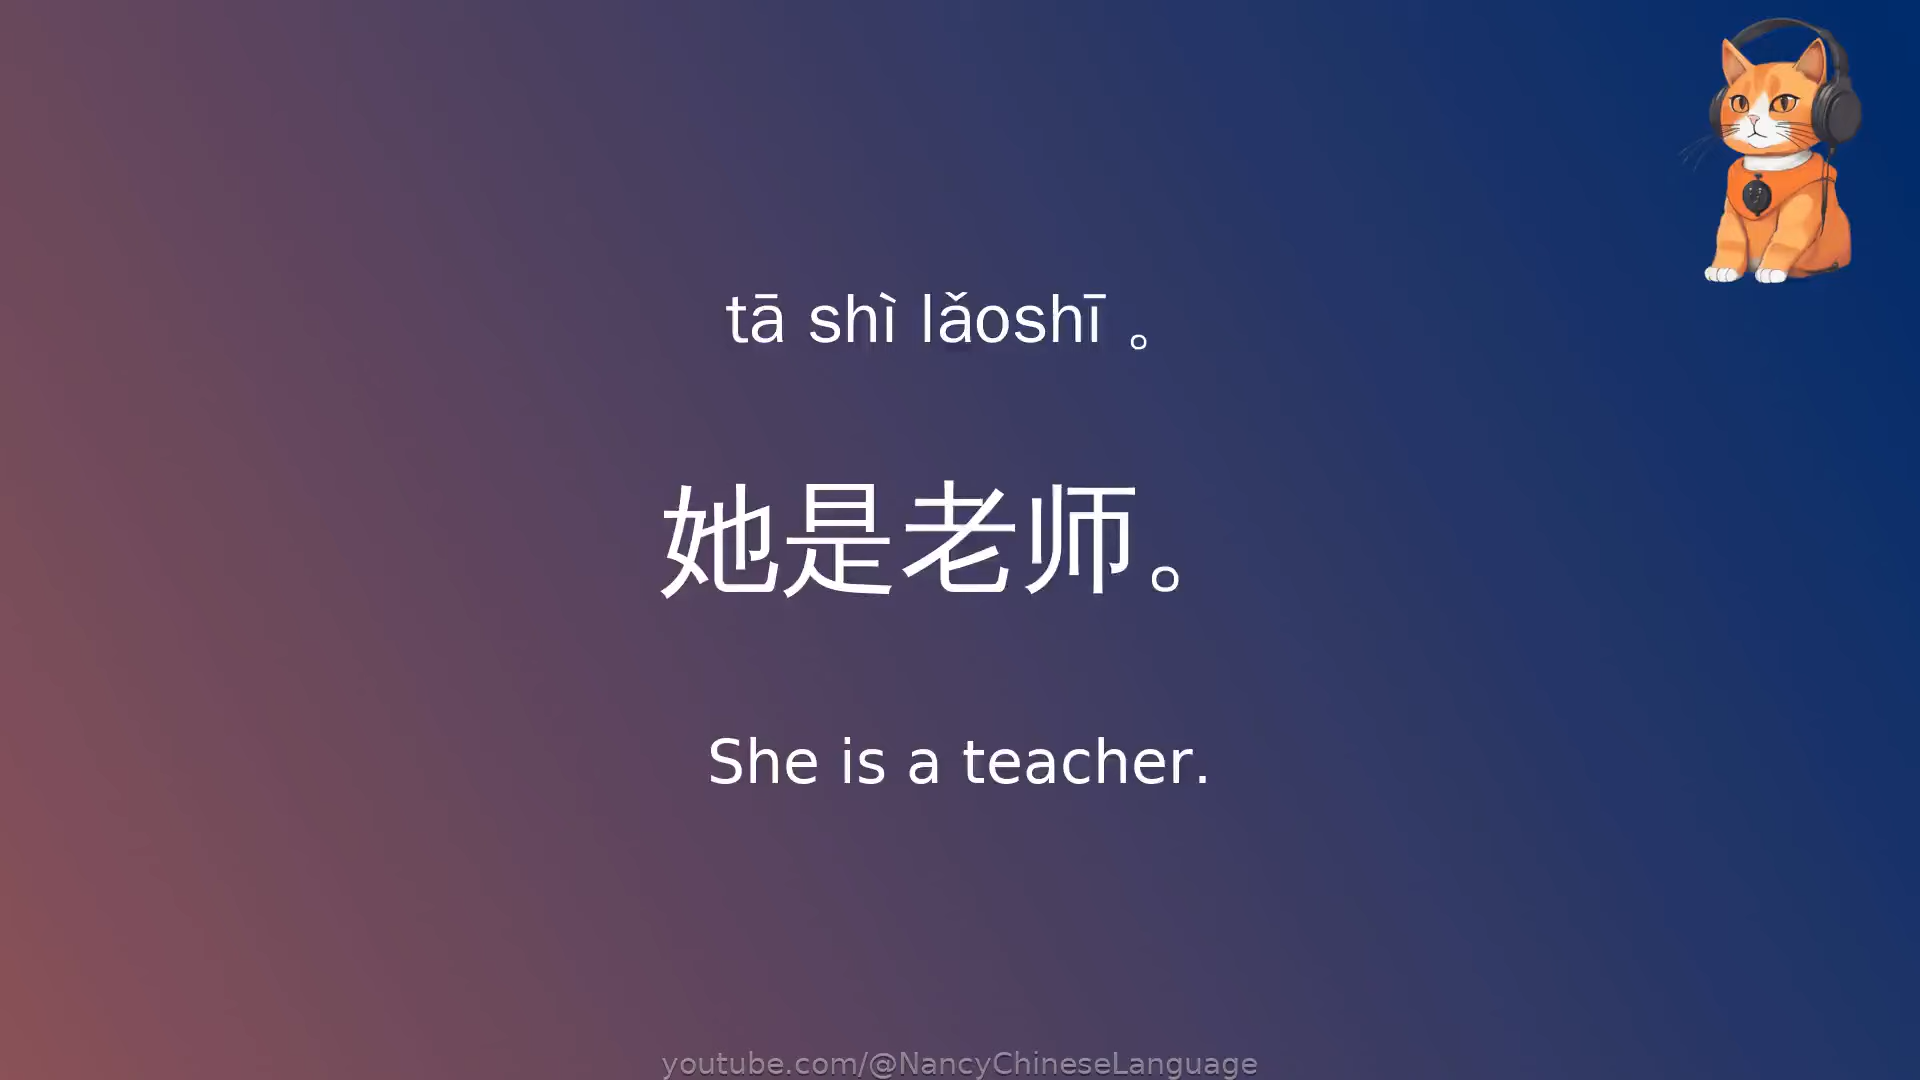 tā shì lǎoshī 。
她是老师。
She is a teacher.
youtube.com/@NancyChineseLanguage